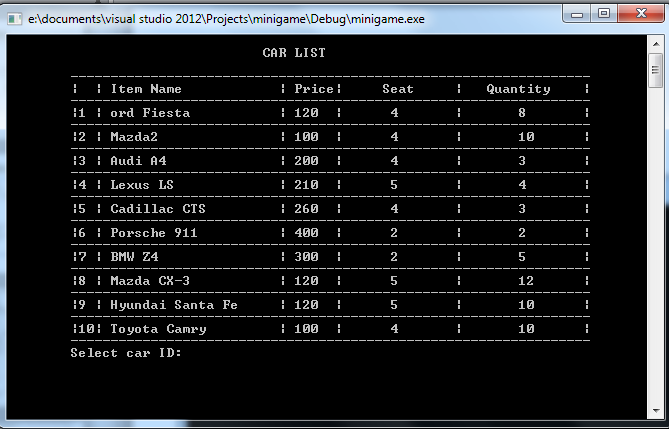 e:\documents\visual studio 2012\Projects\minigame\Debug\minigame.exe
CAR LIST
¦ ¦ Item Name ¦ Price¦ Seat ¦ Quantity ¦
¦1 ¦ ord Fiesta ¦ 120 ¦ 4 ¦ 8 ¦
¦2 ¦ Mazda2 ¦ 100 ¦ 4 ¦ 10 ¦
¦3 ¦ Audi A4 ¦ 200 ¦ 4 ¦ 3 ¦
¦4 ¦ Lexus LS ¦ 210 ¦ 5 ¦ 4 ¦
¦5 ¦ Cadillac CTS ¦ 260 ¦ 4 ¦ 3 ¦
¦6 ¦ Porsche 911 ¦ 400 ¦ 2 ¦ 2 ¦
¦7 ¦ BMW Z4 ¦ 300 ¦ 2 ¦ 5 ¦
¦8 ¦ Mazda CX-3 ¦ 120 ¦ 5 ¦ 12 ¦
¦9 ¦ Hyundai Santa Fe ¦ 120 ¦ 5 ¦ 10 ¦
¦10¦ Toyota Camry ¦ 100 ¦ 4 ¦ 10 ¦
Select car ID: